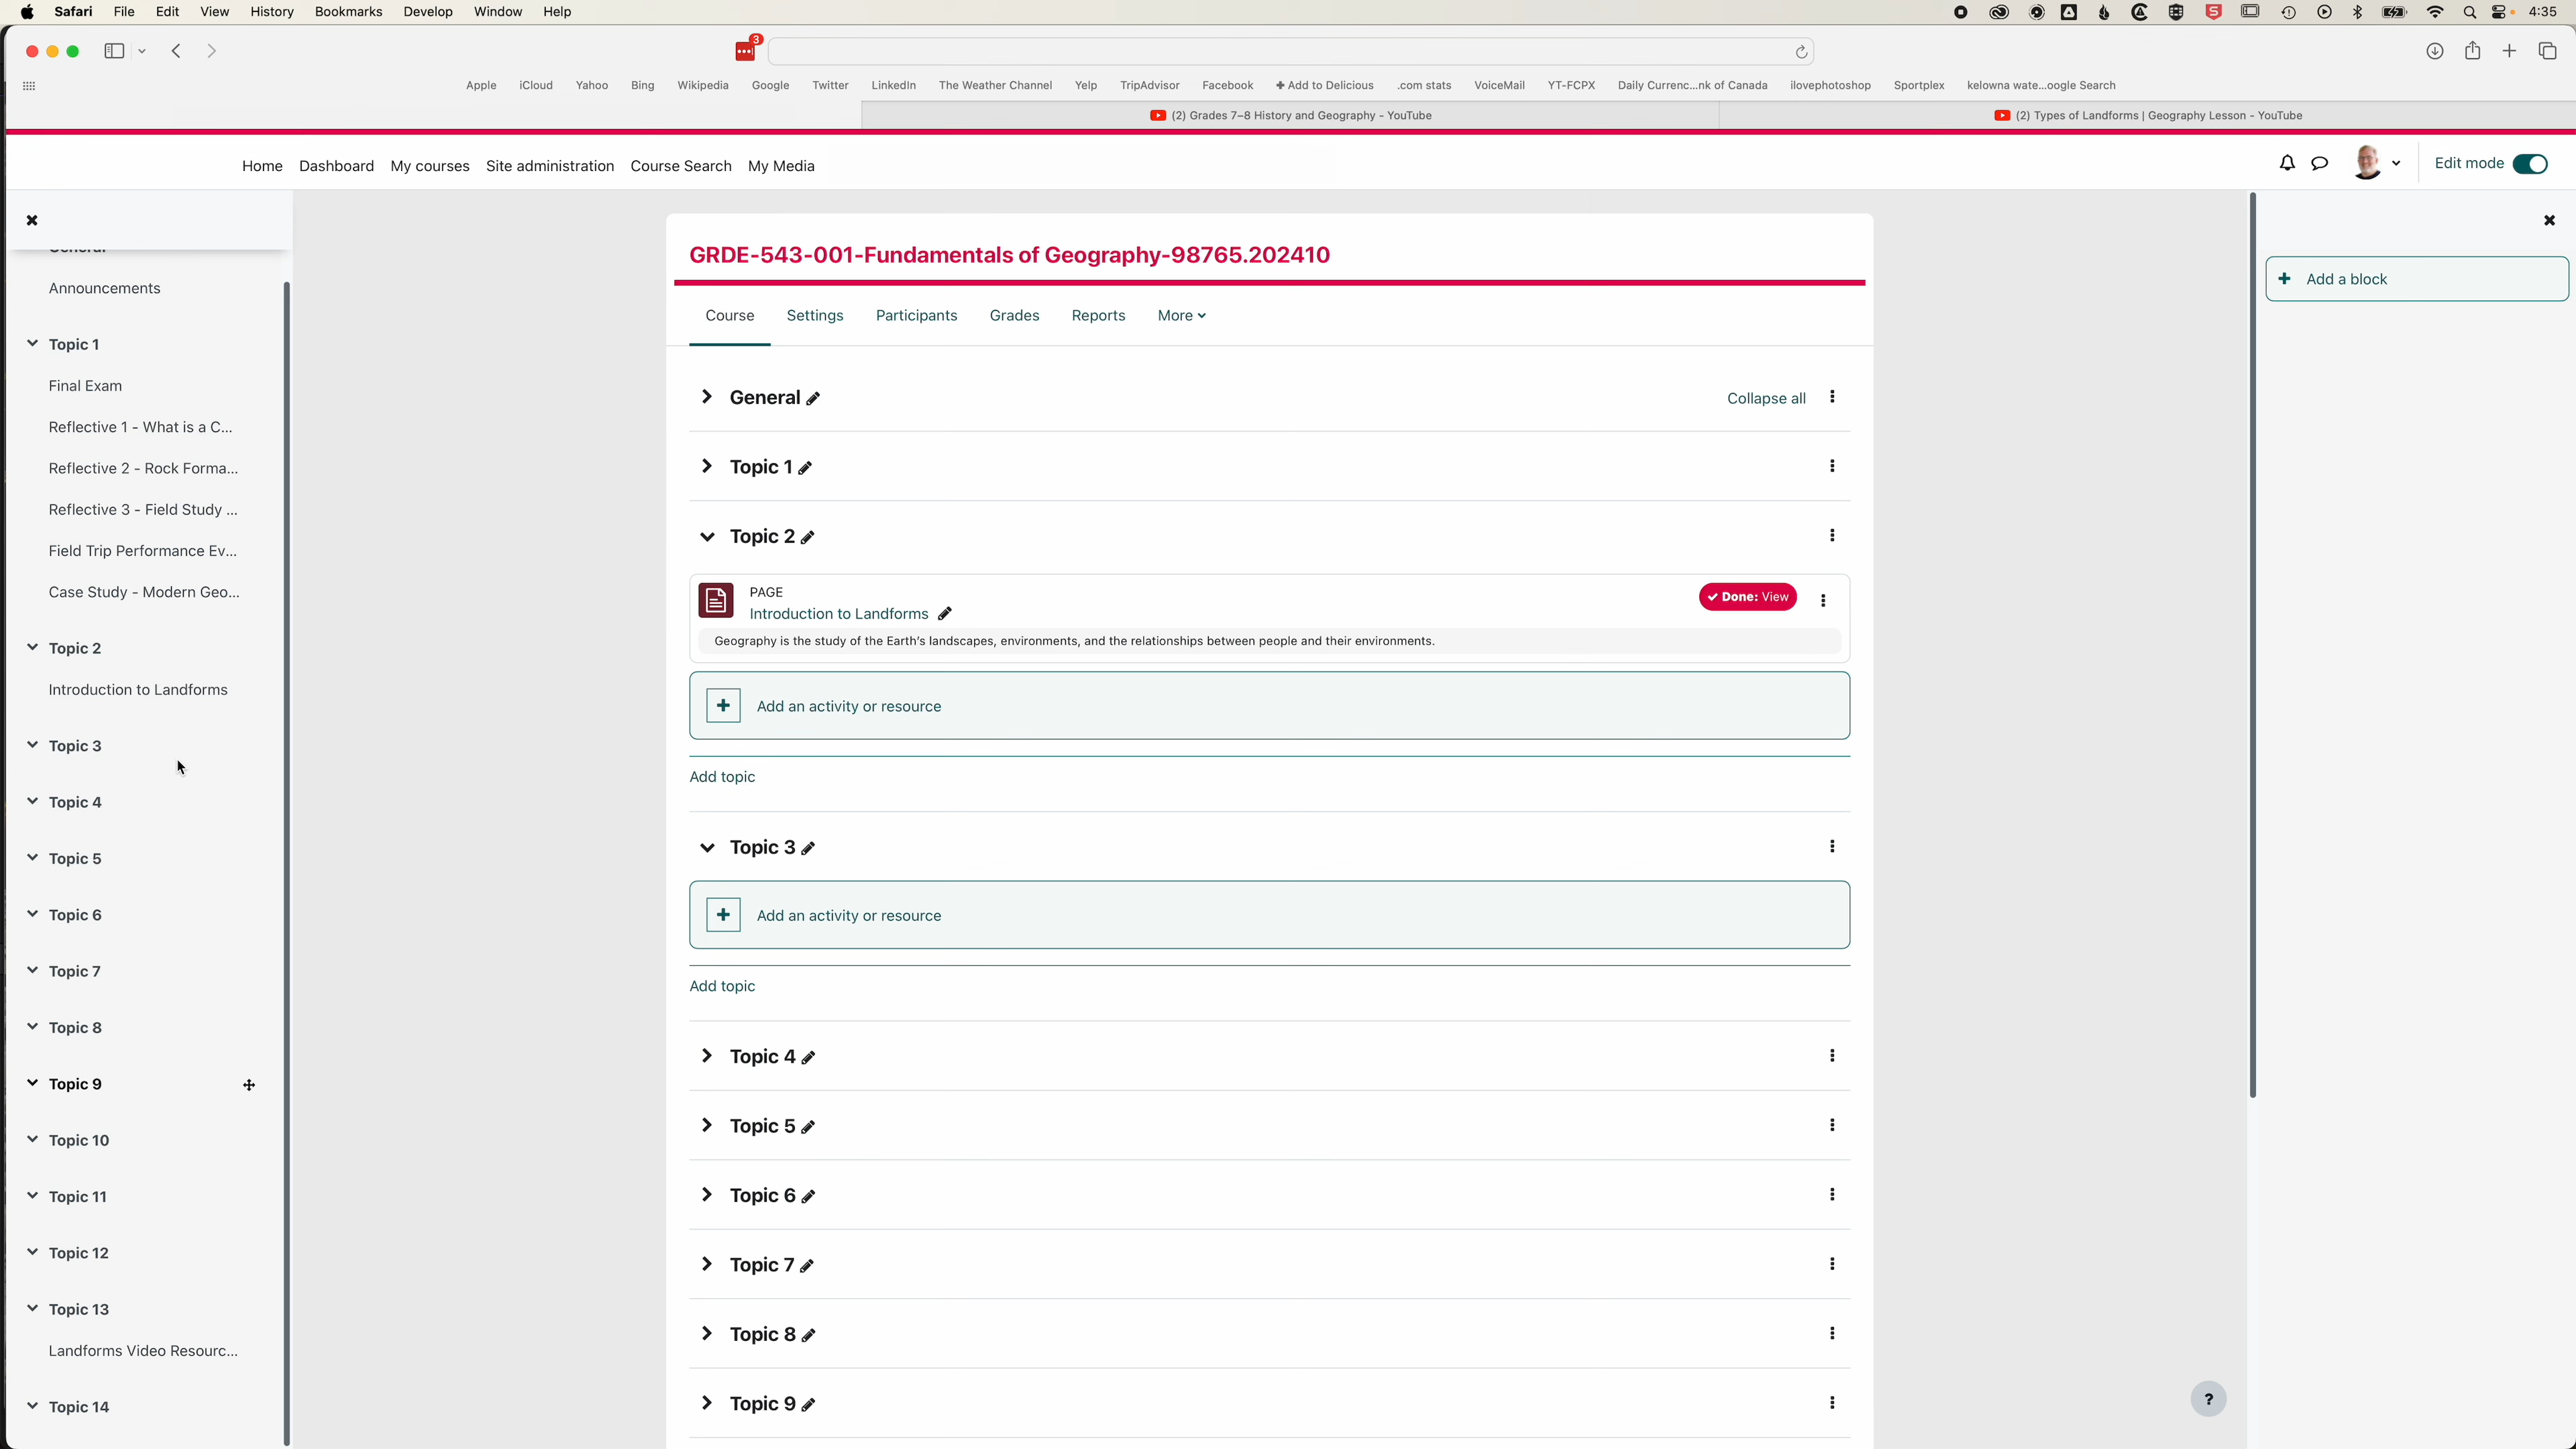 Safari File Edit View History Bookmarks Develop Window Help 4:35
3
Apple iCloud Yahoo Bing Wikipedia Google Twitter LinkedIn The Weather Channel Yelp TripAdvisor Facebook Add to Delicious .com stats VoiceMail YT-FCPX Daily Currenc...nk of Canada ilovephotoshop Sportplex kelowna wate...oogle Search
(2) Grades 7–8 History and Geography - YouTube
(2) Types of Landforms | Geography Lesson - YouTube
Home Dashboard My courses Site administration Course Search My Media
Edit mode
General
Announcements
Topic 1
Final Exam
Reflective 1 - What is a C...
Reflective 2 - Rock Forma...
Reflective 3 - Field Study ...
Field Trip Performance Ev...
Case Study - Modern Geo...
Topic 2
Introduction to Landforms
Topic 3
Topic 4
Topic 5
Topic 6
Topic 7
Topic 8
Topic 9
Topic 10
Topic 11
Topic 12
Topic 13
Landforms Video Resourc...
Topic 14
GRDE-543-001-Fundamentals of Geography-98765.202410
Course Settings Participants Grades Reports More
General
Collapse all
Topic 1
Topic 2
PAGE
Introduction to Landforms
Done: View
Geography is the study of the Earth's landscapes, environments, and the relationships between people and their environments.
Add an activity or resource
Add topic
Topic 3
Add an activity or resource
Add topic
Topic 4
Topic 5
Topic 6
Topic 7
Topic 8
Topic 9
Add a block
?